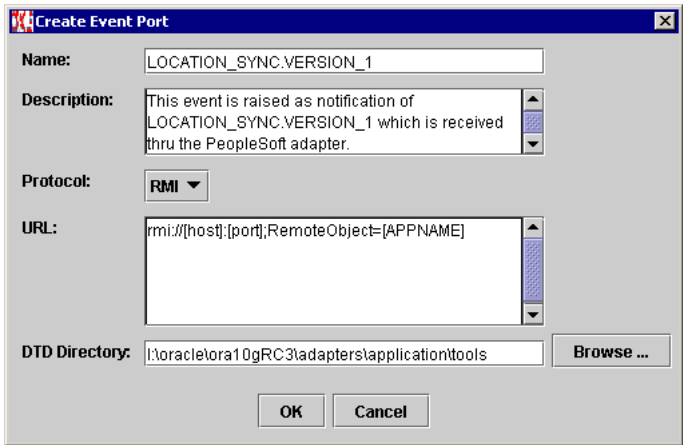 Create Event Port
Name:
LOCATION_SYNC.VERSION_1
Description:
This event is raised as notification of
LOCATION_SYNC.VERSION_1 which is received
thru the PeopleSoft adapter.
Protocol:
RMI
URL:
rmi://[host]:[port];RemoteObject=[APPNAME]
DTD Directory:
I:\oracle\ora10gRC3\adapters\application\tools
Browse ...
OK
Cancel